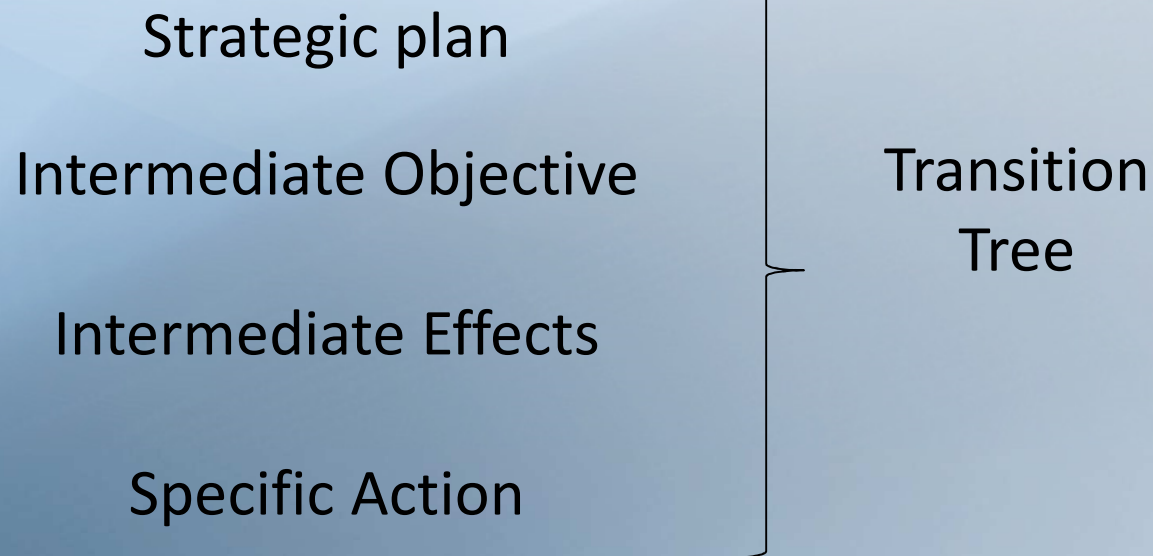 Strategic plan
Intermediate Objective
Intermediate Effects
Specific Action
Transition
Tree